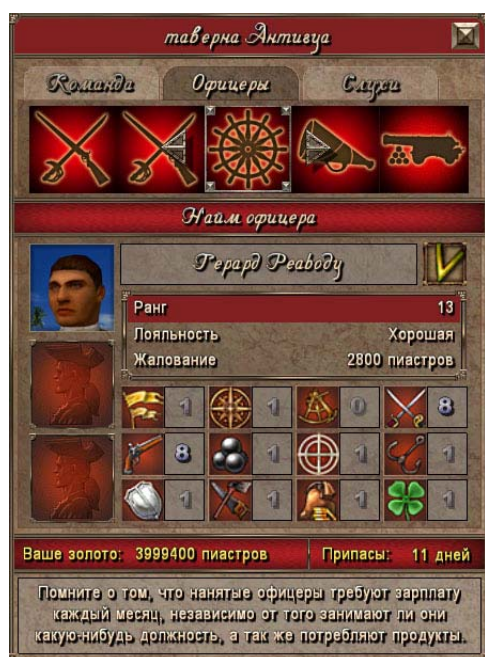 таверна Антигуа
Команда Офицеры Слухи
Найм офицера
Герард Peabody
Ранг 13
Лояльность Хорошая
Жалование 2800 пиастров
1 1 0 8
8 1 1 1
1 1 1 1
Ваше золото: 3999400 пиастров Припасы: 11 дней
Помните о том, что нанятые офицеры требуют зарплату
каждый месяц, независимо от того занимают ли они
какую-нибудь должность, а так же потребляют продукты.